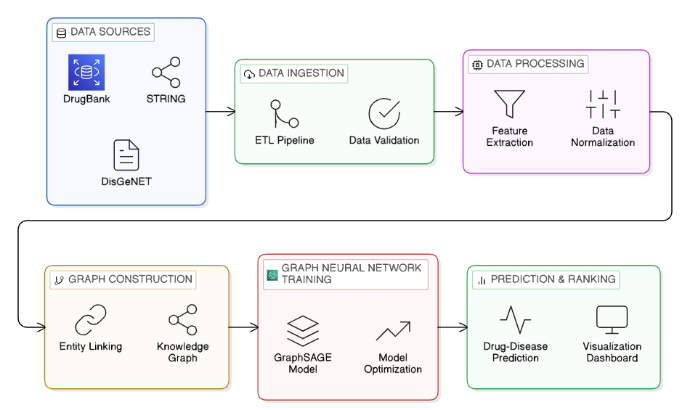 DATA SOURCES
DrugBank
STRING
DisGeNET
DATA INGESTION
ETL Pipeline
Data Validation
DATA PROCESSING
Feature
Extraction
Data
Normalization
GRAPH CONSTRUCTION
Entity Linking
Knowledge
Graph
GRAPH NEURAL NETWORK
TRAINING
GraphSAGE
Model
Model
Optimization
PREDICTION & RANKING
Drug-Disease
Prediction
Visualization
Dashboard